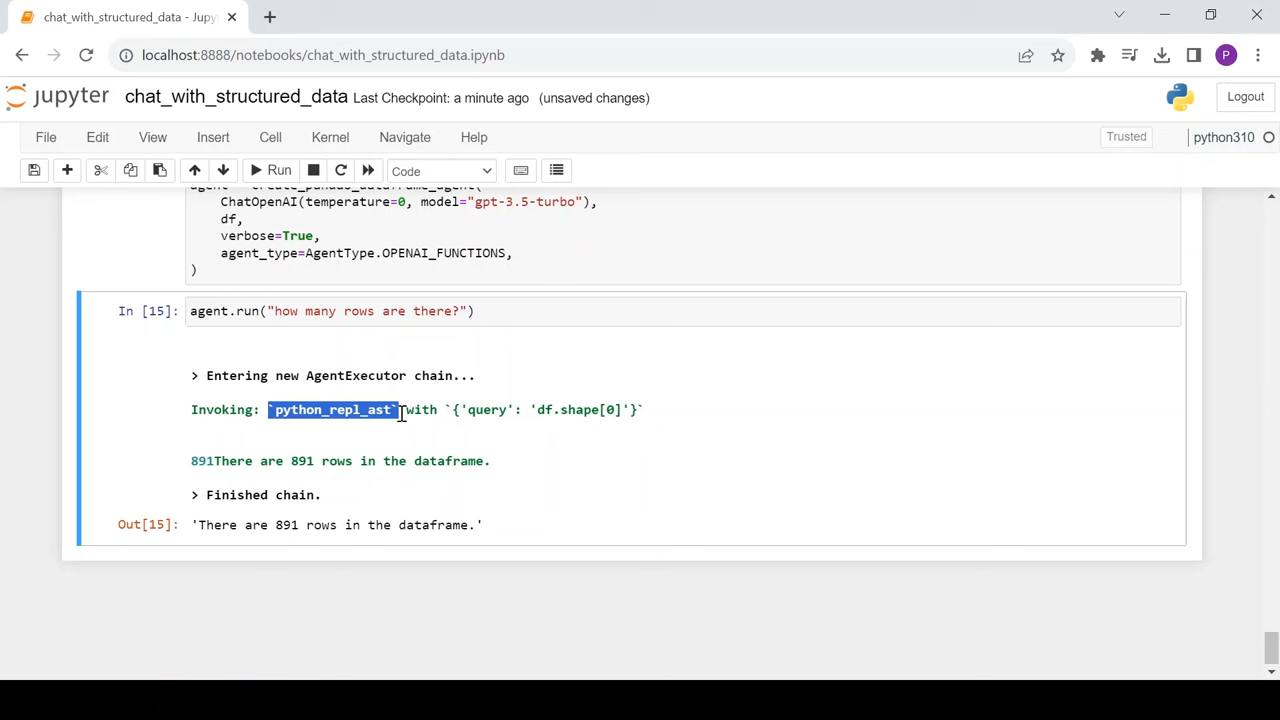 chat_with_structured_data - Jupy
localhost:8888/notebooks/chat_with_structured_data.ipynb
P
jupyter chat_with_structured_data Last Checkpoint: a minute ago (unsaved changes)
Logout
File Edit View Insert Cell Kernel Navigate Help
Trusted
python310
Run
Code
agent = create_pandas_dataframe_agent(
ChatOpenAI(temperature=0, model="gpt-3.5-turbo"),
df,
verbose=True,
agent_type=AgentType.OPENAI_FUNCTIONS,
)
In [15]: agent.run("how many rows are there?")
> Entering new AgentExecutor chain...
Invoking: `python_repl_ast` with `{'query': 'df.shape[0]'}`
891There are 891 rows in the dataframe.
> Finished chain.
Out[15]: 'There are 891 rows in the dataframe.'